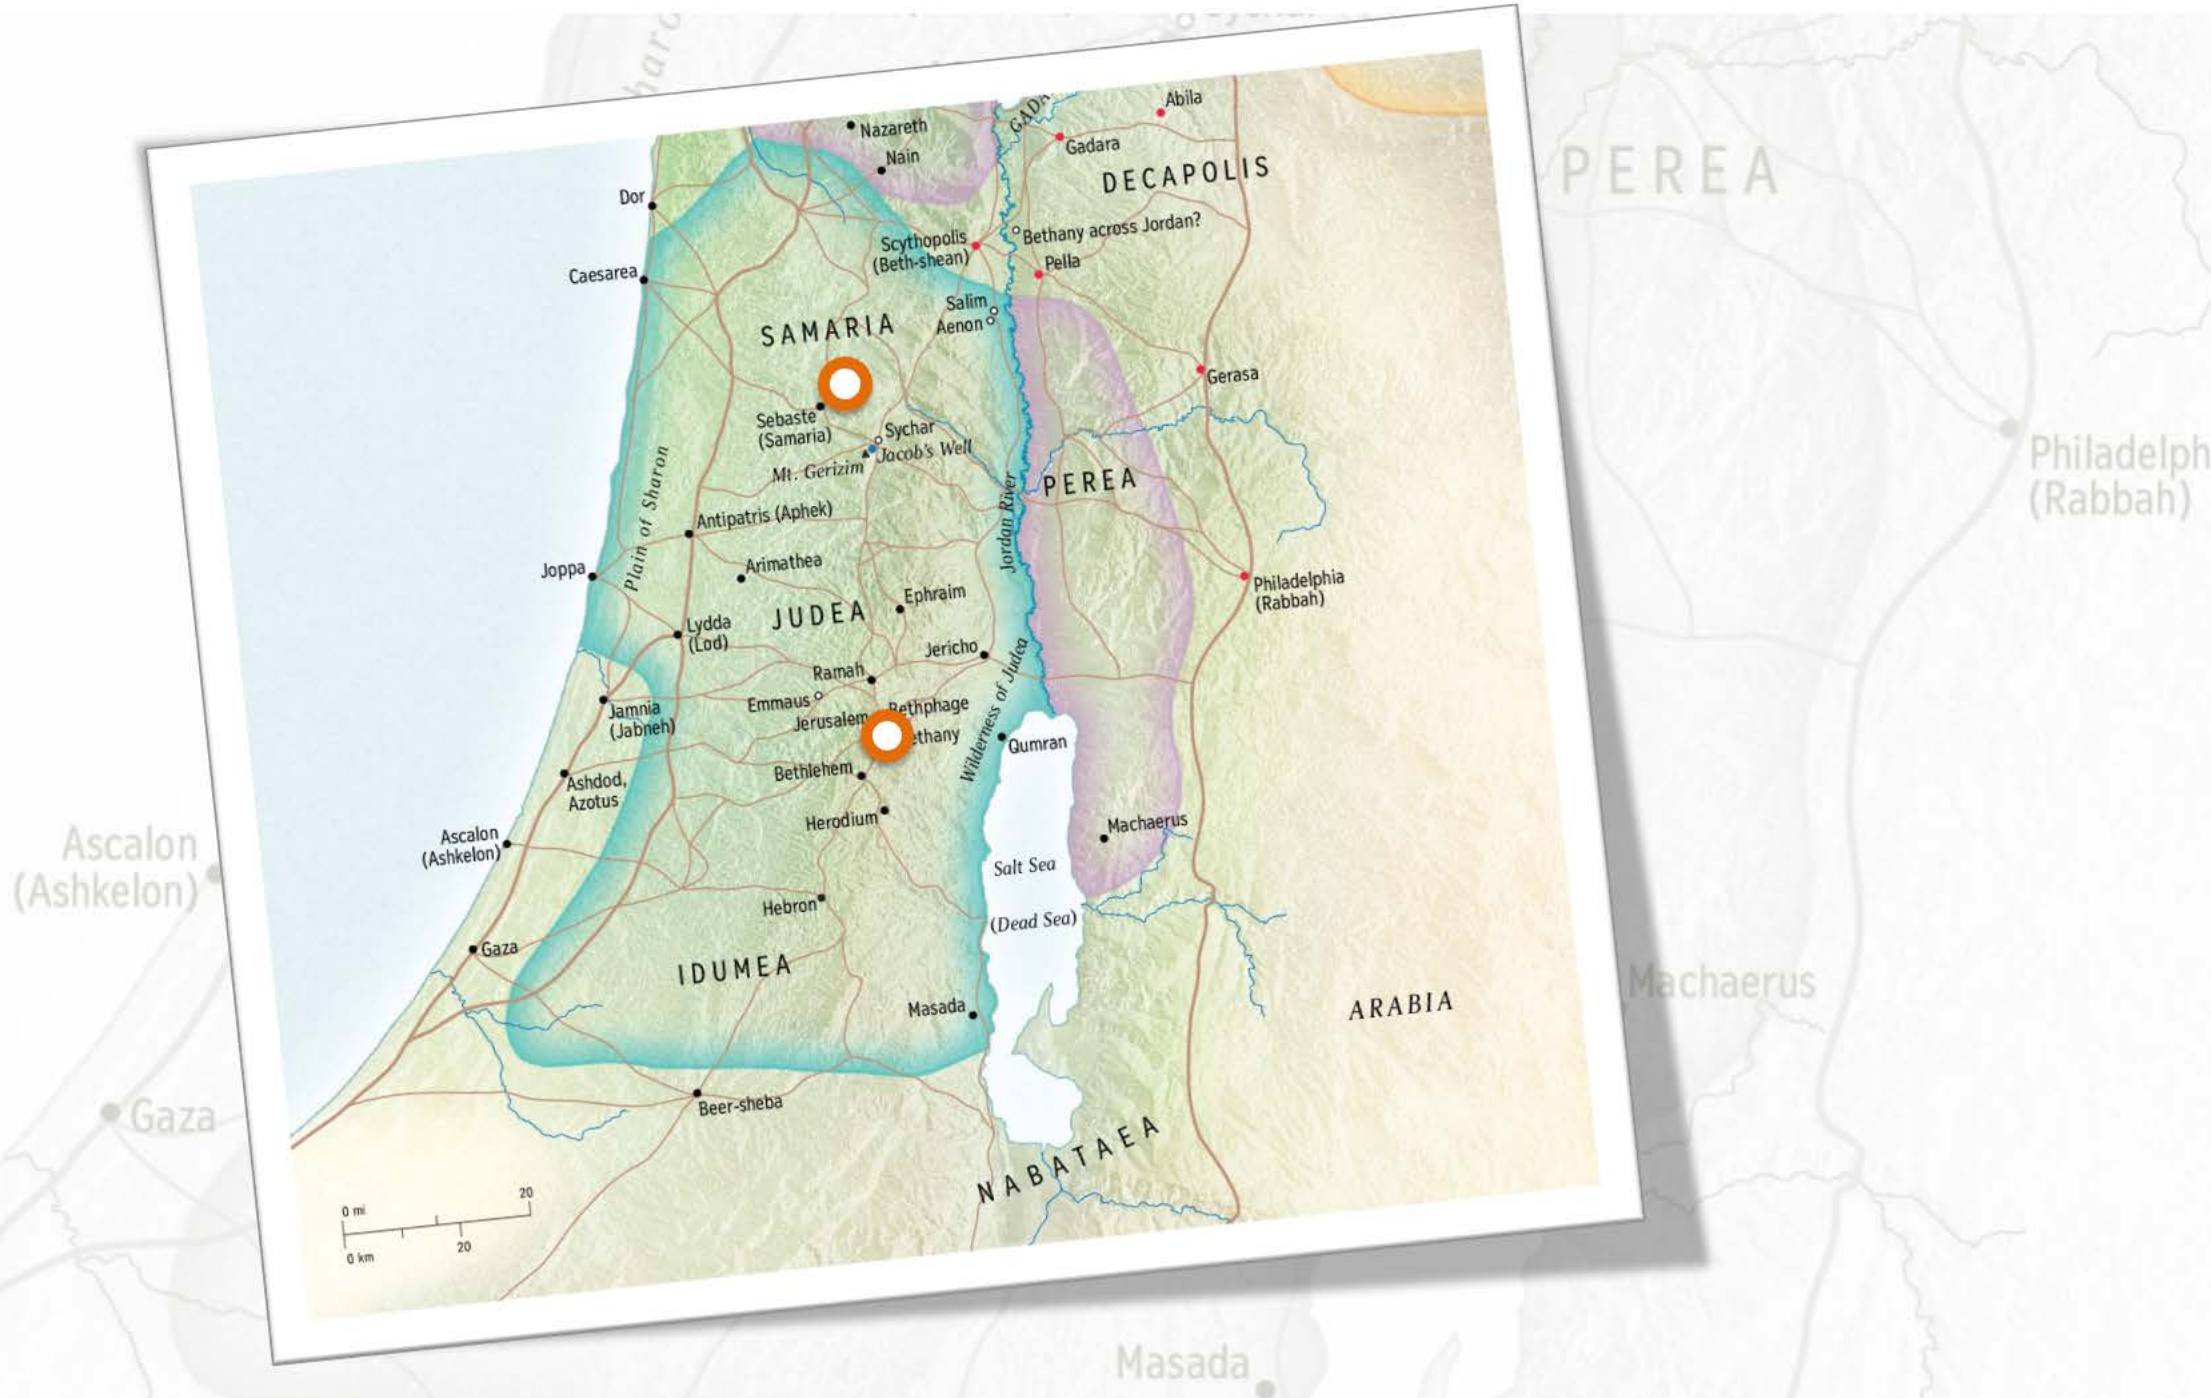 Nazareth
Nain
Abila
Gadara
DECAPOLIS
Dor
Scythopolis
(Beth-shean)
Bethany across Jordan?
Pella
Caesarea
Salim
Aenon
SAMARIA
Gerasa
Sebaste
(Samaria)
Sychar
Jacob's Well
Mt. Gerizim
PEREA
Jordan River
Plain of Sharon
Antipatris (Aphek)
Arimathea
Joppa
Philadelphia
(Rabbah)
Ephraim
JUDEA
Lydda
(Lod)
Jericho
Wilderness of Judea
Ramah
Emmaus
Jerusalem
Bethphage
ethany
Jamnia
(Jabneh)
Qumran
Bethlehem
Ashdod,
Azotus
Herodium
Machaerus
Ascalon
(Ashkelon)
Salt Sea
(Dead Sea)
Hebron
Gaza
IDUMEA
Masada
ARABIA
Beer-sheba
NABATAEA
0 mi
20
0 km
20
PEREA
Philadelph
(Rabbah)
Ascalon
(Ashkelon)
Machaerus
Gaza
Masada